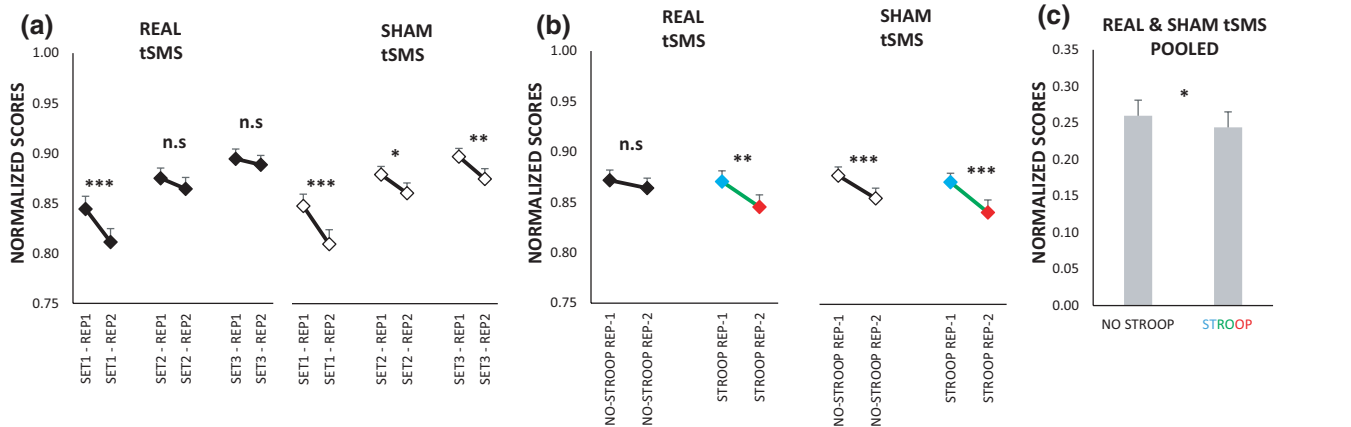 (a)
REAL
tSMS
SHAM
tSMS
NORMALIZED SCORES
1.00
0.95
0.90
0.85
0.80
0.75
***
n.s
n.s
***
*
**
SET1 - REP1
SET1 - REP2
SET2 - REP1
SET2 - REP2
SET3 - REP1
SET3 - REP2
SET1 - REP1
SET1 - REP2
SET2 - REP1
SET2 - REP2
SET3 - REP1
SET3 - REP2
(b)
REAL
tSMS
SHAM
tSMS
NORMALIZED SCORES
1.00
0.95
0.90
0.85
0.80
0.75
n.s
**
***
***
NO-STROOP REP-1
NO-STROOP REP-2
STROOP REP-1
STROOP REP-2
NO-STROOP REP-1
NO-STROOP REP-2
STROOP REP-1
STROOP REP-2
(c)
REAL & SHAM tSMS
POOLED
NORMALIZED SCORES
0.35
0.30
0.25
0.20
0.15
0.10
0.05
0.00
*
NO STROOP
STROOP